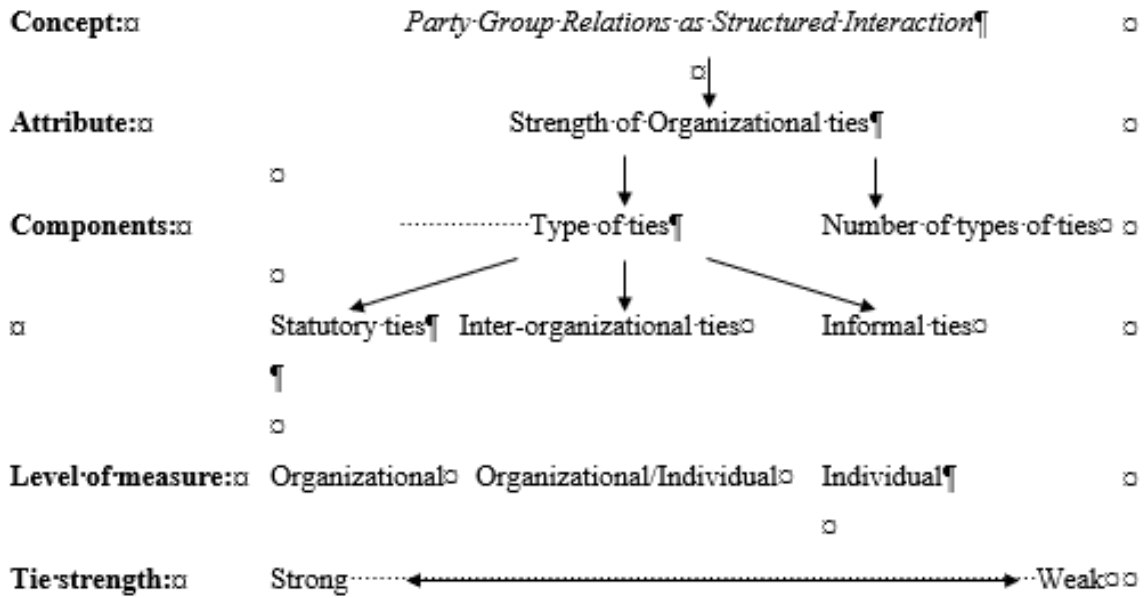 Concept: Party Group Relations as Structured Interaction
Attribute: Strength of Organizational ties
Components: Type of ties Number of types of ties
Statutory ties Inter-organizational ties Informal ties
Level of measure: Organizational Organizational/Individual Individual
Tie strength: Strong Weak